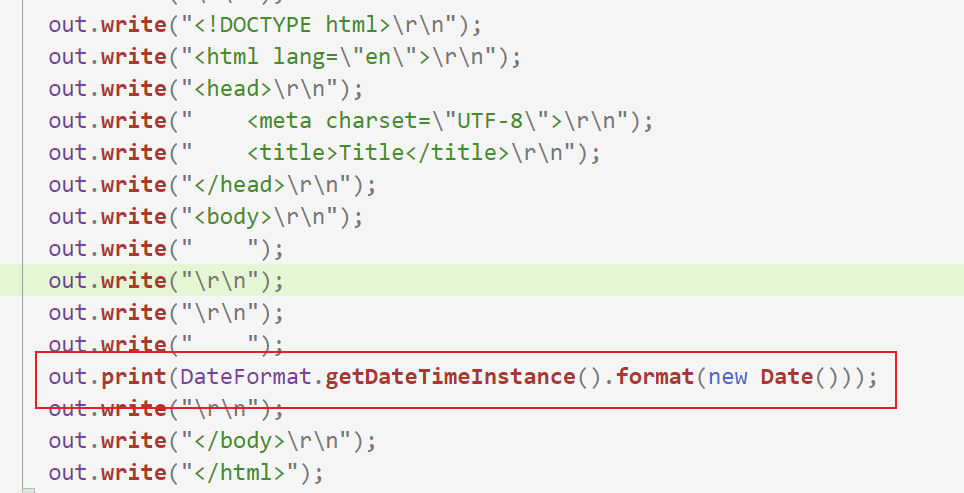 out.write("<!DOCTYPE html>\r\n");
out.write("<html lang=\"en\">\r\n");
out.write("<head>\r\n");
out.write("    <meta charset=\"UTF-8\">\r\n");
out.write("    <title>Title</title>\r\n");
out.write("</head>\r\n");
out.write("<body>\r\n");
out.write("    ");
out.write("\r\n");
out.write("\r\n");
out.write("    ");
out.print(DateFormat.getDateTimeInstance().format(new Date()));
out.write("\r\n");
out.write("</body>\r\n");
out.write("</html>");